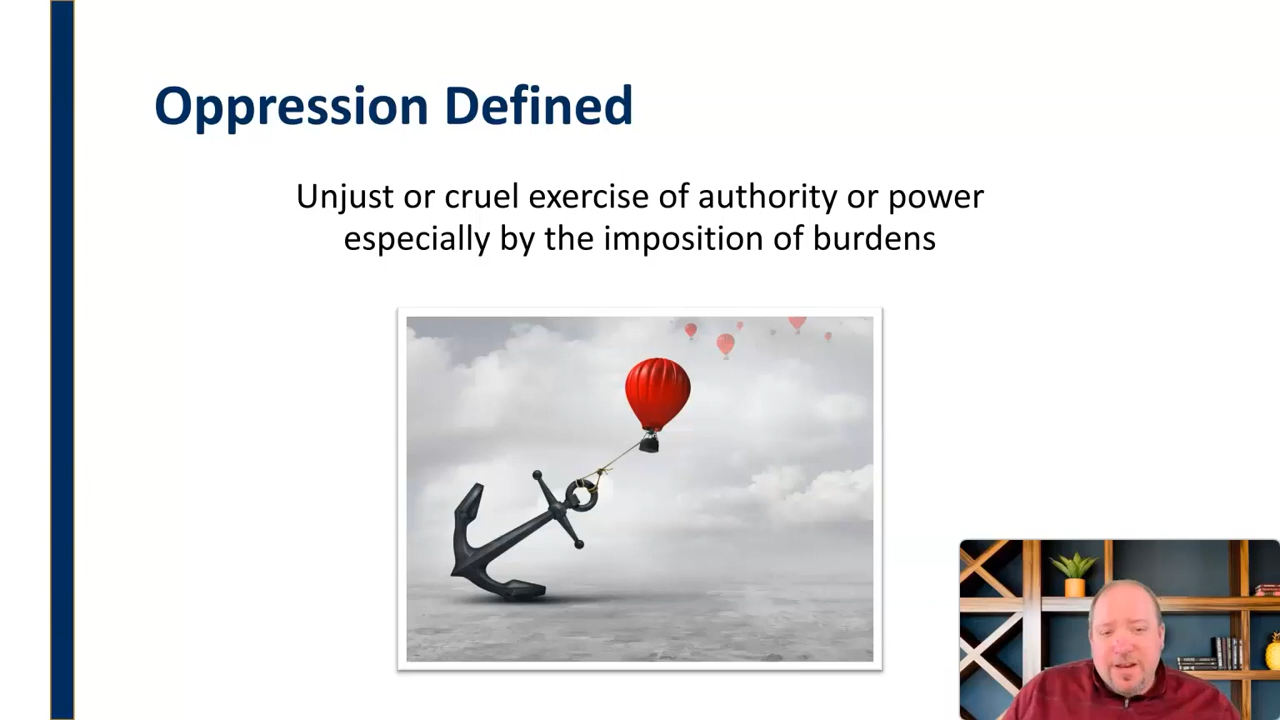 Oppression Defined
Unjust or cruel exercise of authority or power
especially by the imposition of burdens